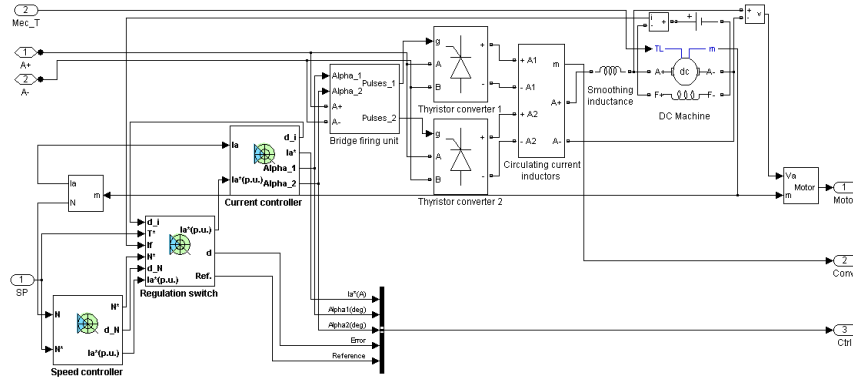 2
Mec_T
1
A+
2
A-
Alpha_1
Alpha_2
A+
A-
Pulses_1
Pulses_2
Bridge firing unit
g
A
B
+
-
Thyristor converter 1
g
A
B
+
-
Thyristor converter 2
+ A1
- A1
+ A2
- A2
m
A+
A-
Circulating current
inductors
Smoothing
inductance
i
+
-
+
TL
m
A+
dc
A-
F+
F-
DC Machine
+
-
v
Va
m
Motor
1
Moto
2
Conv
3
Ctrl
Ia
Ia*(p.u.)
d_i
Ia*
Alpha_1
Alpha_2
Current controller
Ia
N
m
d_i
T*
If
N*
d_N
Ia*(p.u.)
Ia*(p.u.)
d
Ref.
Regulation switch
1
SP
N
N*
N*
d_N
Ia*(p.u.)
Speed controller
Ia*(A)
Alpha1(deg)
Alpha2(deg)
Error
Reference